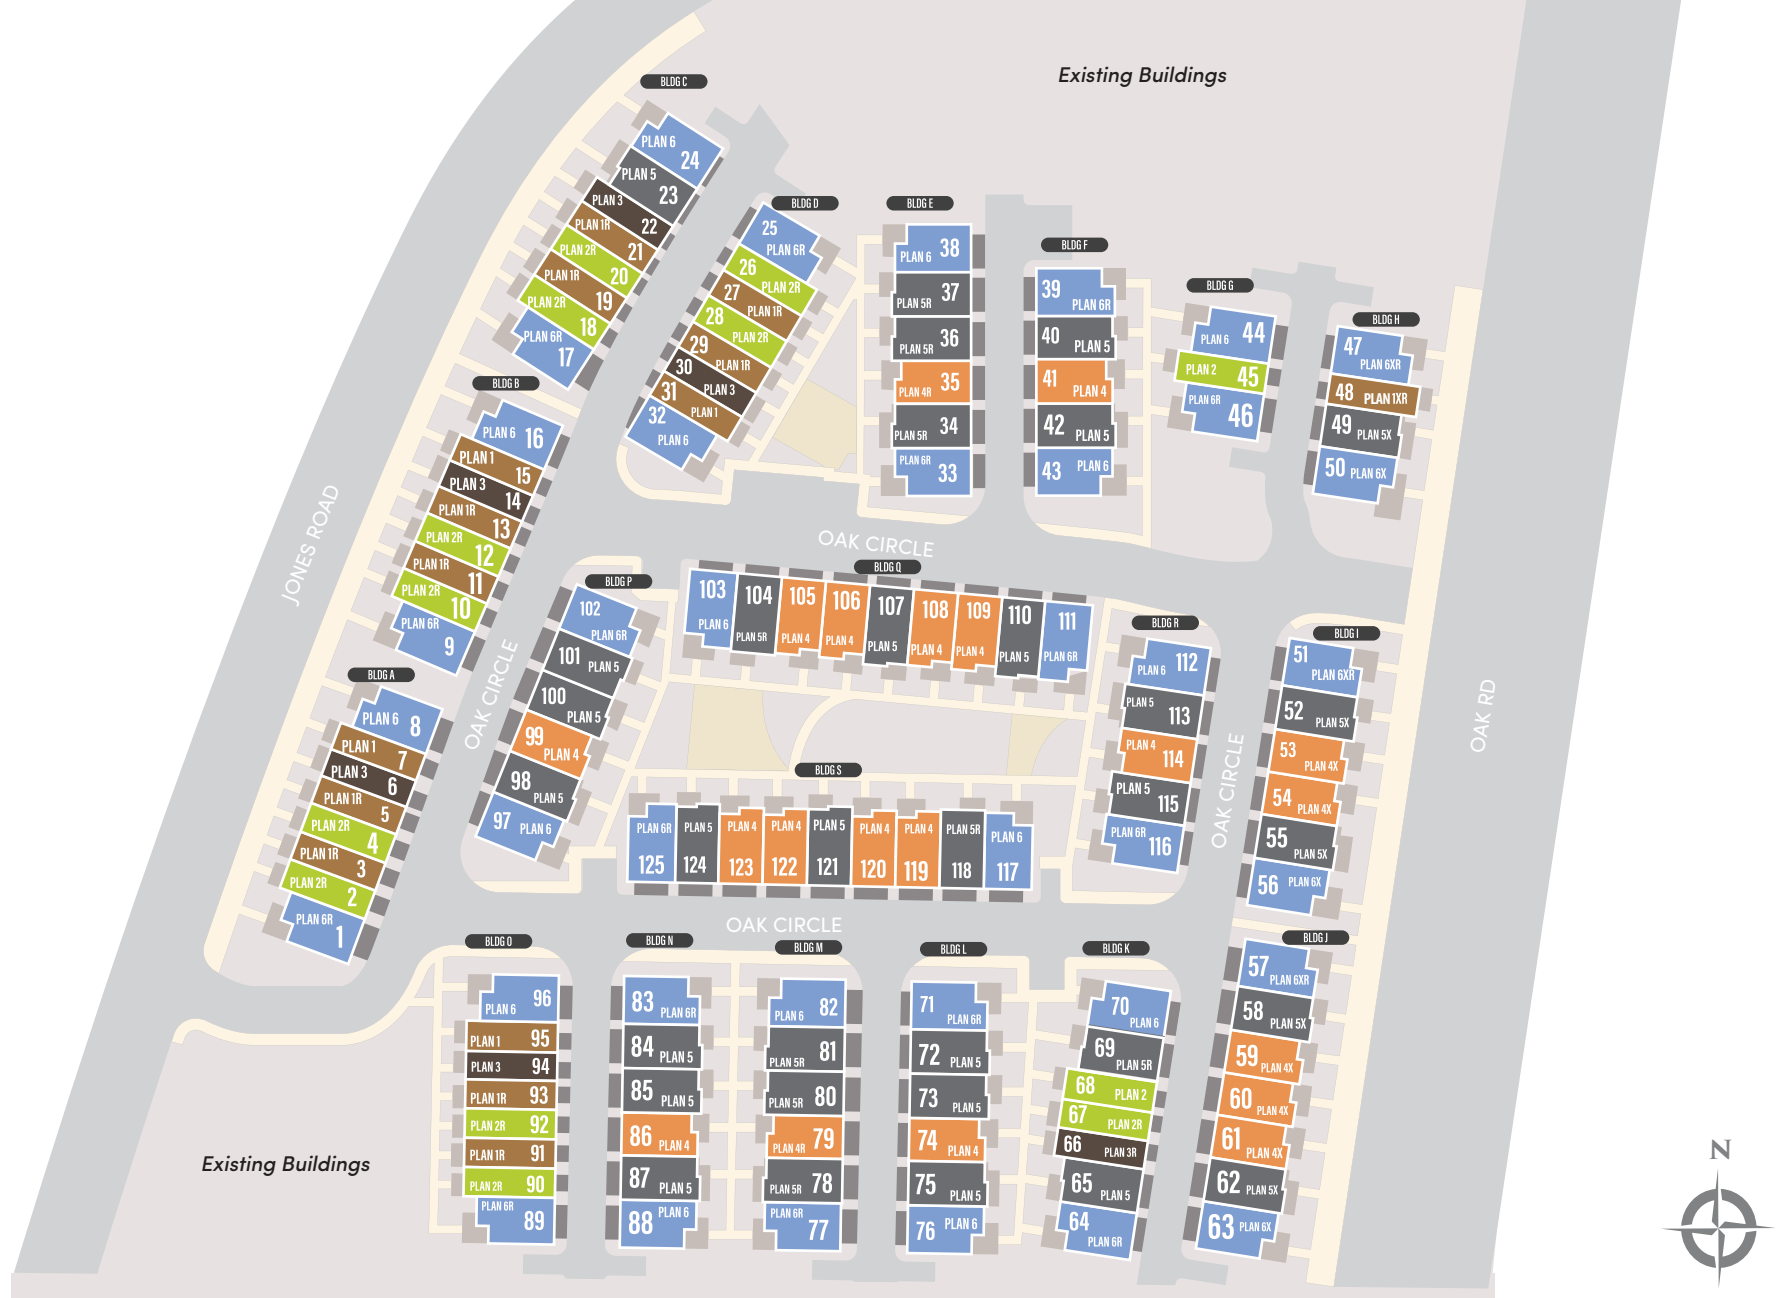 Existing Buildings
BLDG C
PLAN 6
24
PLAN 5
23
PLAN 3
22
PLAN 1R
21
PLAN 2R
20
PLAN 1R
19
PLAN 2R
18
PLAN 6R
17
BLDG D
25
PLAN 6R
26
PLAN 2R
27
PLAN 1R
28
PLAN 2R
29
PLAN 1R
30
PLAN 3
31
PLAN 1
32
PLAN 6
BLDG E
PLAN 6 38
PLAN 5R 37
PLAN 5R 36
PLAN 4R 35
PLAN 5R 34
PLAN 6R
33
BLDG F
39
PLAN 6R
40
PLAN 5
41
PLAN 4
42
PLAN 5
43 PLAN 6
BLDG G
PLAN 6 44
PLAN 2 45
PLAN 6R
46
BLDG H
47
PLAN 6XR
48 PLAN 1XR
49 PLAN 5X
50 PLAN 6X
BLDG B
PLAN 6 16
PLAN 1
15
PLAN 3
14
PLAN 1R
13
PLAN 2R
12
PLAN 1R
11
PLAN 2R
10
PLAN 6R
9
JONES ROAD
OAK CIRCLE
BLDG A
PLAN 6 8
PLAN 1
7
PLAN 3
6
PLAN 1R
5
PLAN 2R
4
PLAN 1R
3
PLAN 2R
2
PLAN 6R
1
OAK CIRCLE
BLDG P
102
PLAN 6R
101 PLAN 5
100
PLAN 5
99
PLAN 4
98
PLAN 5
97 PLAN 6
BLDG Q
103
PLAN 6
104
PLAN 5R
105
PLAN 4
106
PLAN 4
107
PLAN 5
108
PLAN 4
109
PLAN 4
110
PLAN 5
111
PLAN 6R
BLDG R
PLAN 6 112
PLAN 5
113
PLAN 4
114
PLAN 5
115
PLAN 6R
116
OAK CIRCLE
BLDG I
51
PLAN 6XR
52
PLAN 5X
53
PLAN 4X
54
PLAN 4X
55
PLAN 5X
56 PLAN 6X
OAK RD
BLDG S
PLAN 6R
125
PLAN 5
124
PLAN 4
123
PLAN 4
122
PLAN 5
121
PLAN 4
120
PLAN 4
119
PLAN 5R
118
PLAN 6
117
OAK CIRCLE
BLDG O
PLAN 6 96
PLAN 1 95
PLAN 3 94
PLAN 1R 93
PLAN 2R 92
PLAN 1R 91
PLAN 2R 90
PLAN 6R
89
BLDG N
83 PLAN 6R
84 PLAN 5
85 PLAN 5
86 PLAN 4
87 PLAN 5
88 PLAN 6
BLDG M
PLAN 6 82
PLAN 5R 81
PLAN 5R 80
PLAN 4R 79
PLAN 5R 78
PLAN 6R
77
BLDG L
71
PLAN 6R
72 PLAN 5
73 PLAN 5
74 PLAN 4
75 PLAN 5
76 PLAN 6
BLDG K
70
PLAN 6
69
PLAN 5R
68 PLAN 2
67 PLAN 2R
66 PLAN 3R
65 PLAN 5
64
PLAN 6R
BLDG J
57
PLAN 6XR
58
PLAN 5X
59
PLAN 4X
60
PLAN 4X
61
PLAN 4X
62 PLAN 5X
63 PLAN 6X
Existing Buildings
N